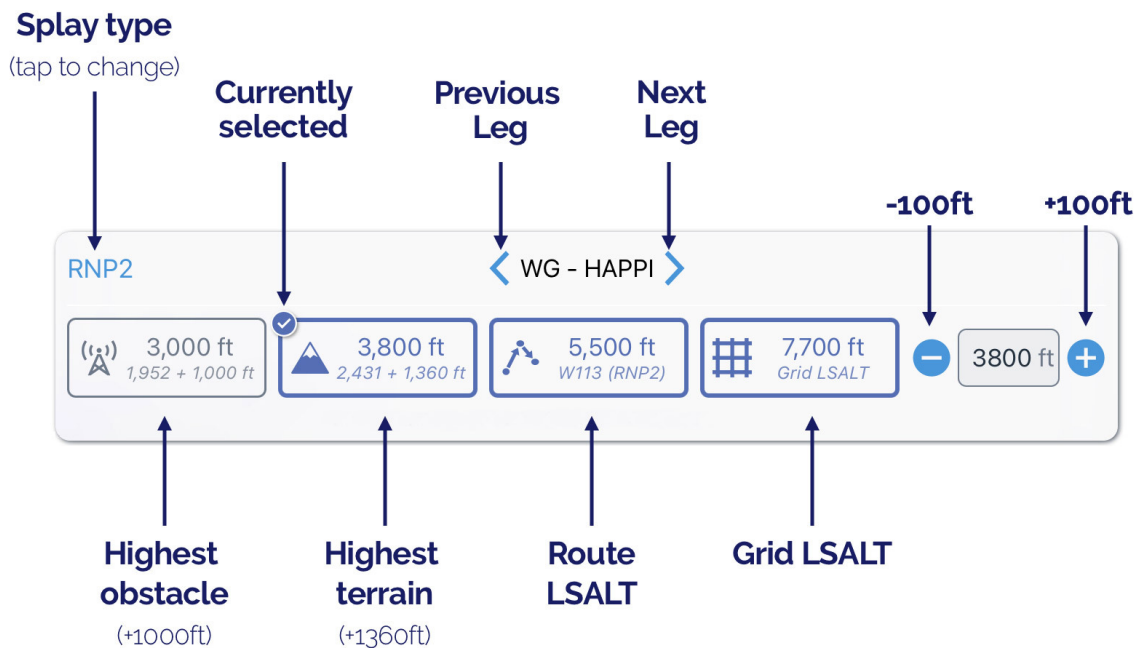 Splay type
(tap to change)
Currently
selected
Previous
Leg
Next
Leg
-100ft
+100ft
RNP2
WG - HAPPI
3,000 ft
1,952 + 1,000 ft
3,800 ft
2,431 + 1,360 ft
5,500 ft
W113 (RNP2)
7,700 ft
Grid LSALT
3800 ft
Highest
obstacle
(+1000ft)
Highest
terrain
(+1360ft)
Route
LSALT
Grid LSALT